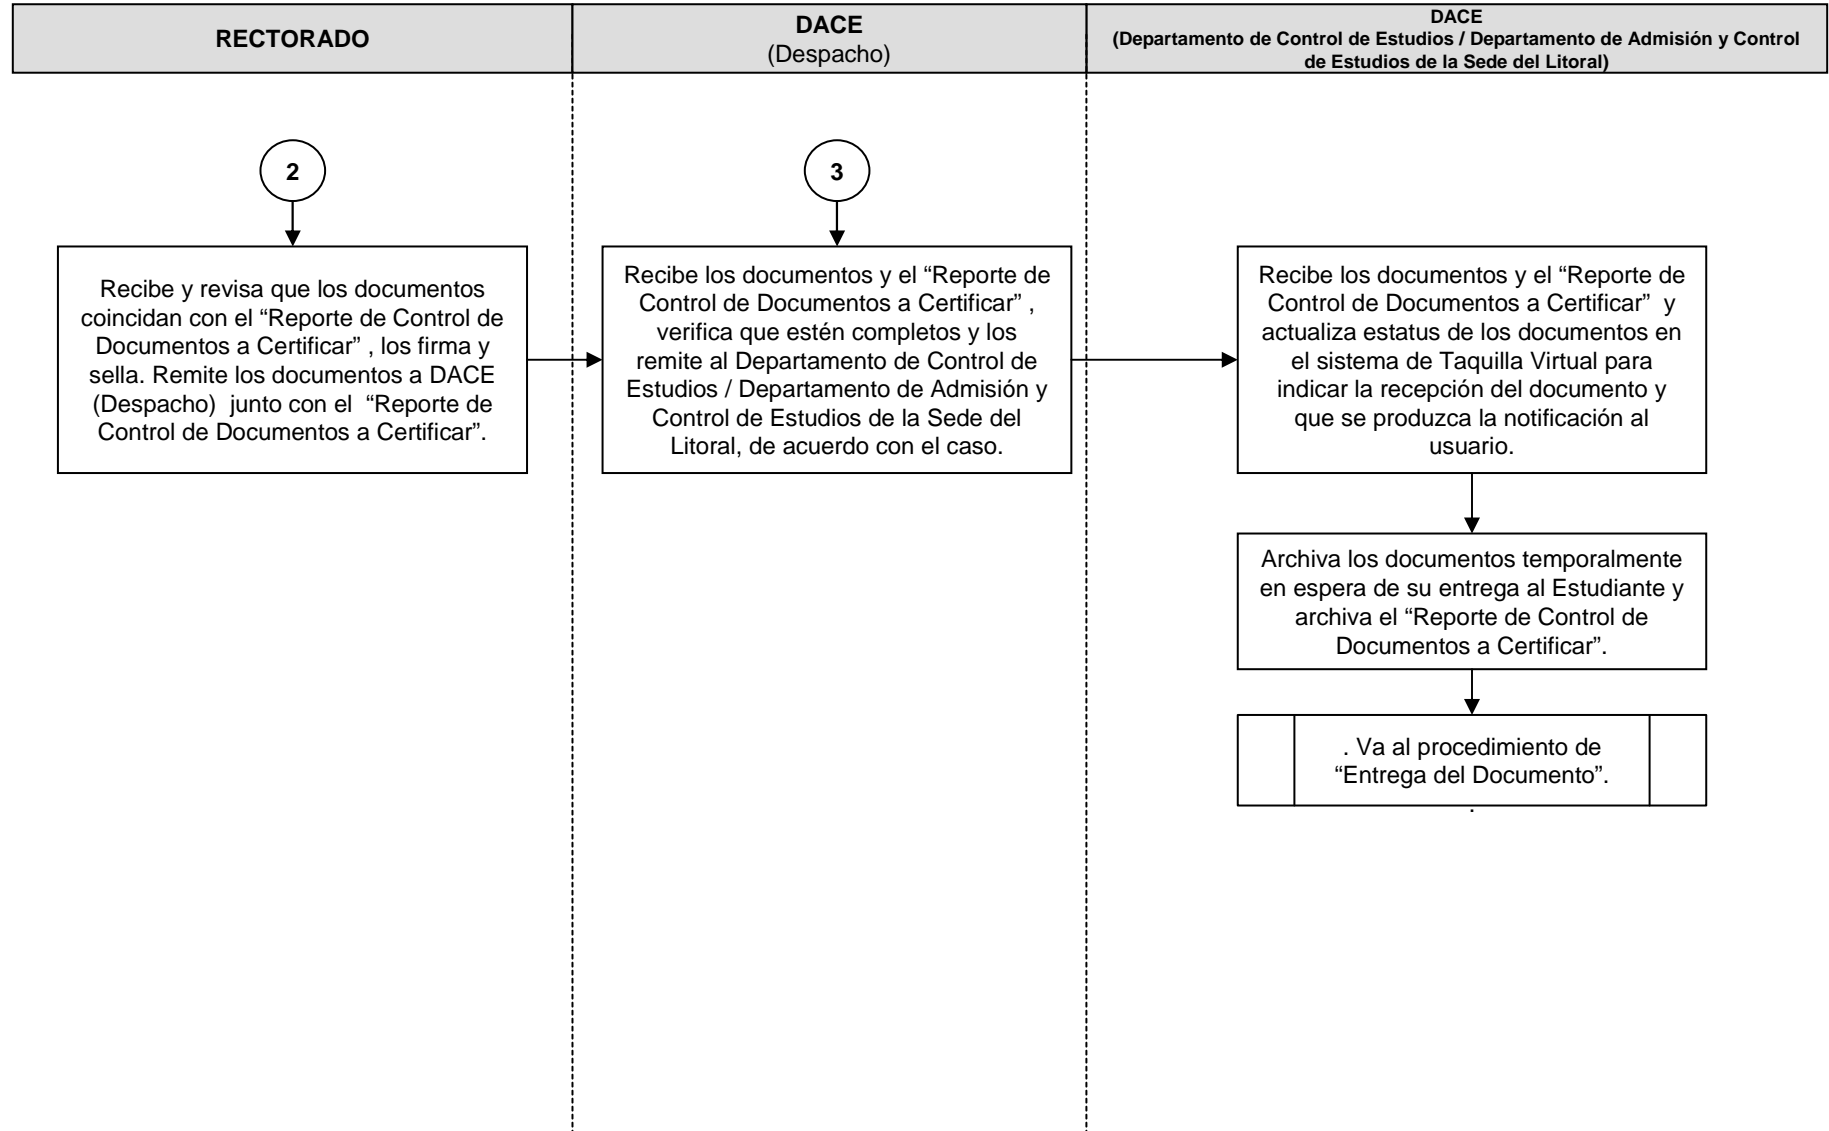 RECTORADO
DACE
(Despacho)
DACE
(Departamento de Control de Estudios / Departamento de Admisión y Control
de Estudios de la Sede del Litoral)
2
Recibe y revisa que los documentos
coincidan con el “Reporte de Control de
Documentos a Certificar” , los firma y
sella. Remite los documentos a DACE
(Despacho) junto con el “Reporte de
Control de Documentos a Certificar”.
3
Recibe los documentos y el “Reporte de
Control de Documentos a Certificar” ,
verifica que estén completos y los
remite al Departamento de Control de
Estudios / Departamento de Admisión y
Control de Estudios de la Sede del
Litoral, de acuerdo con el caso.
Recibe los documentos y el “Reporte de
Control de Documentos a Certificar” y
actualiza estatus de los documentos en
el sistema de Taquilla Virtual para
indicar la recepción del documento y
que se produzca la notificación al
usuario.
Archiva los documentos temporalmente
en espera de su entrega al Estudiante y
archiva el “Reporte de Control de
Documentos a Certificar”.
. Va al procedimiento de
“Entrega del Documento”.
.